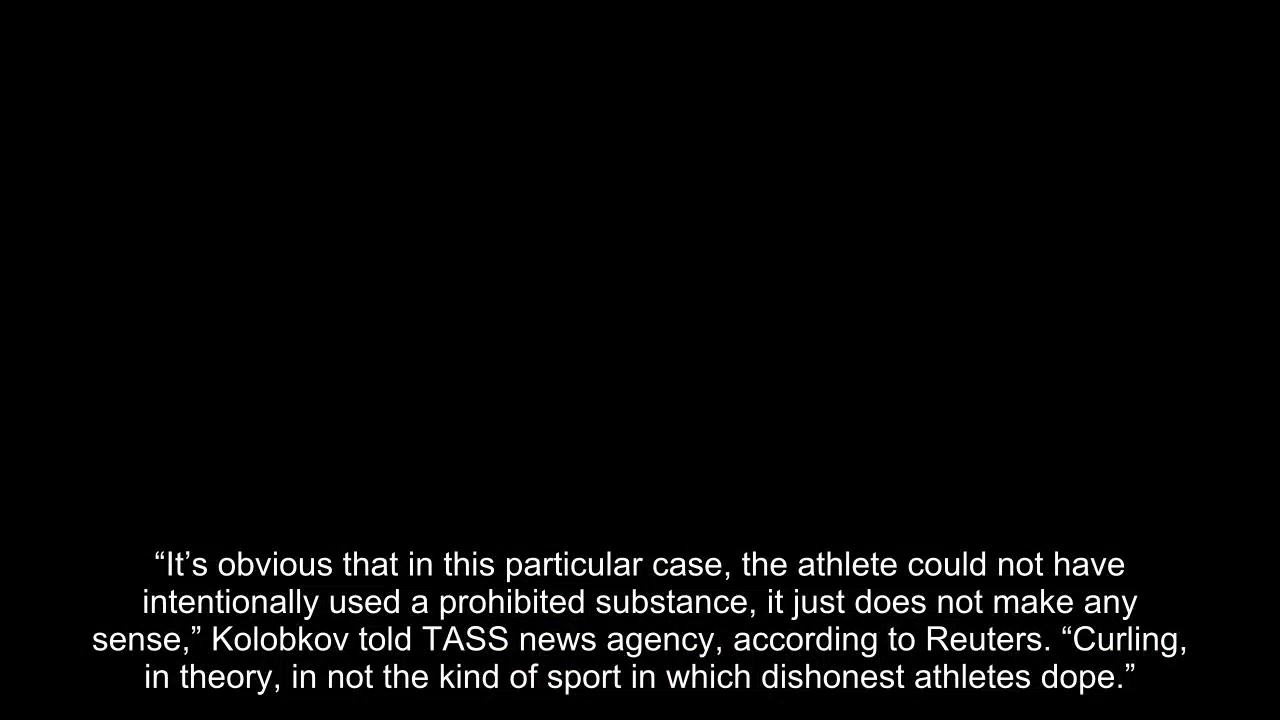 “It’s obvious that in this particular case, the athlete could not have
intentionally used a prohibited substance, it just does not make any
sense,” Kolobkov told TASS news agency, according to Reuters. “Curling,
in theory, in not the kind of sport in which dishonest athletes dope.”